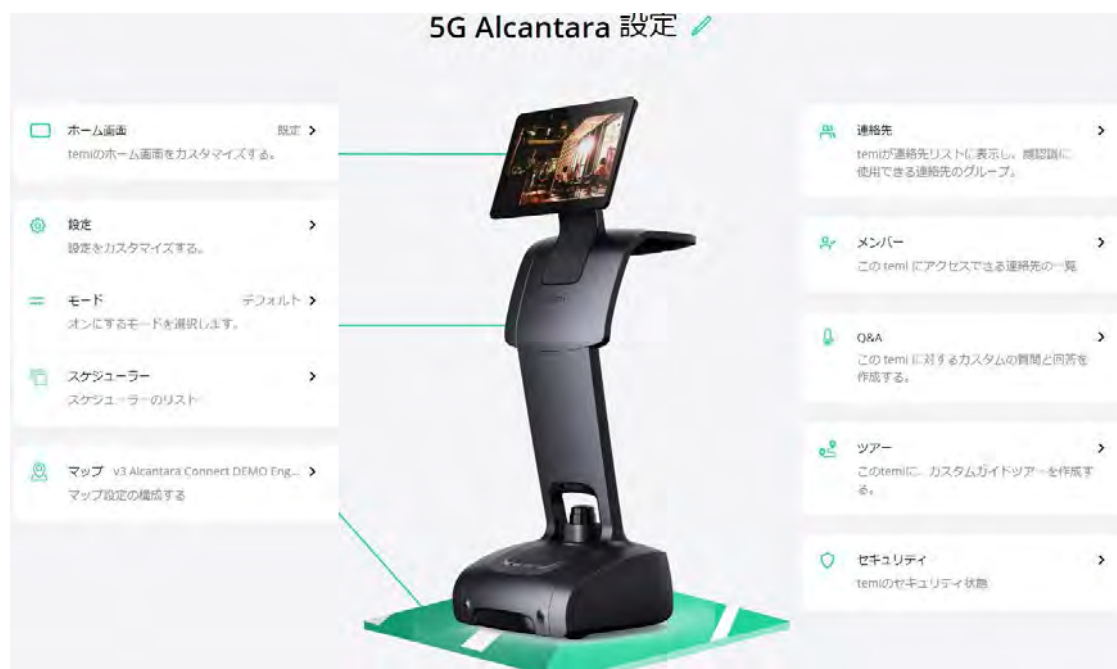 5G Alcantara 設定
ホーム画面 既定
temiのホーム画面をカスタマイズする。
設定
設定をカスタマイズする。
モード デフォルト
オンにするモードを選択します。
スケジューラー
スケジューラーのリスト
マップ v3 Alcantara Connect DEMO Eng...
マップ設定の構成する
連絡先
temiが連絡先リストに表示し、顔認識に
使用できる連絡先のグループ。
メンバー
この temi にアクセスできる連絡先の一覧
Q&A
この temi に対するカスタムの質問と回答を
作成する。
ツアー
このtemiに、カスタムガイドツアーを作成す
る。
セキュリティ
temiのセキュリティ状態